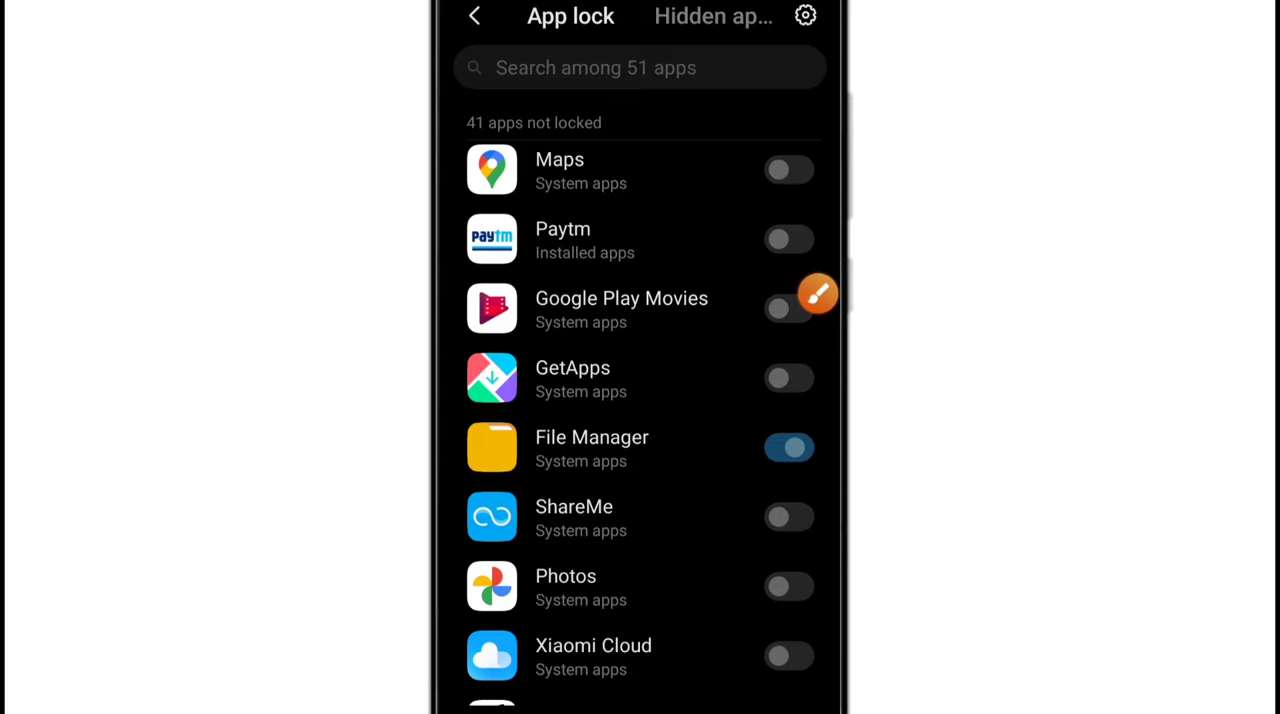 App lock Hidden ap...
Search among 51 apps
41 apps not locked
Maps
System apps
paytm
Paytm
Installed apps
Google Play Movies
System apps
GetApps
System apps
File Manager
System apps
ShareMe
System apps
Photos
System apps
Xiaomi Cloud
System apps